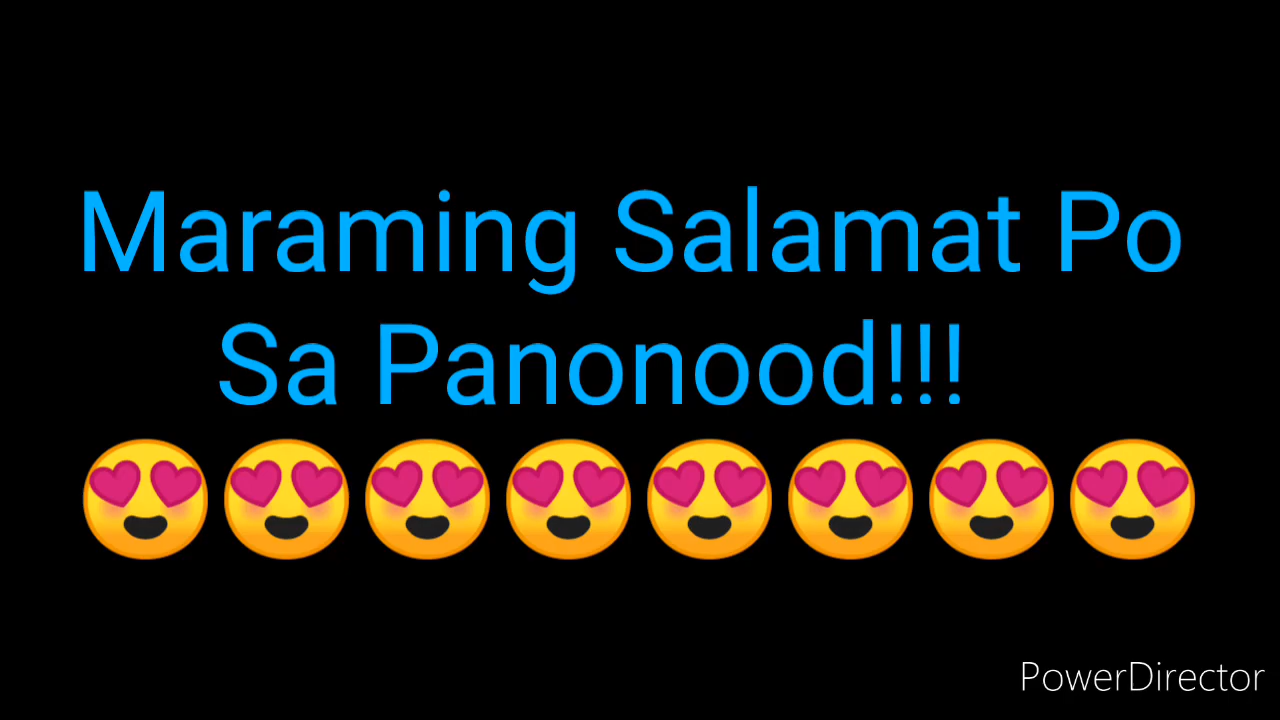 Maraming Salamat Po
Sa Panonood!!!
😍😍😍😍😍😍😍😍
PowerDirector